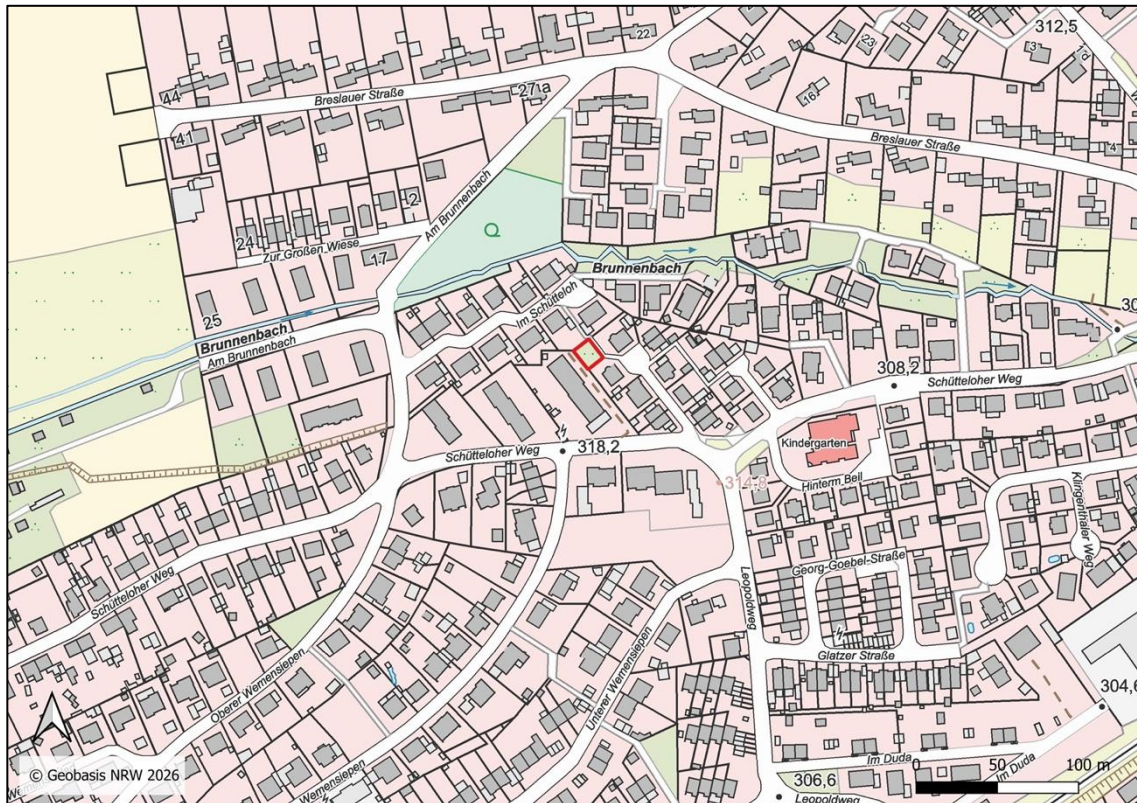 312,5
22
23
3
1a
44
Breslauer Straße
27a
16
41
Breslauer Straße
4
2
Am Brunnenbach
24
Zur Großen Wiese
17
Brunnenbach
Im Schütteloh
25
Brunnenbach
Am Brunnenbach
308,2
Schütteloher Weg
Kindergarten
Schütteloher Weg
318,2
314,8
Hinterm Beil
Klingenthaler Weg
Georg-Goebel-Straße
Schütteloher Weg
Leopoldweg
Glatzer Straße
Oberer Wemensiepen
Unterer Wemensiepen
304,6
Im Duda
Im Duda
Wemensiepen
306,6
Leopoldweg
0 50 100 m
© Geobasis NRW 2026